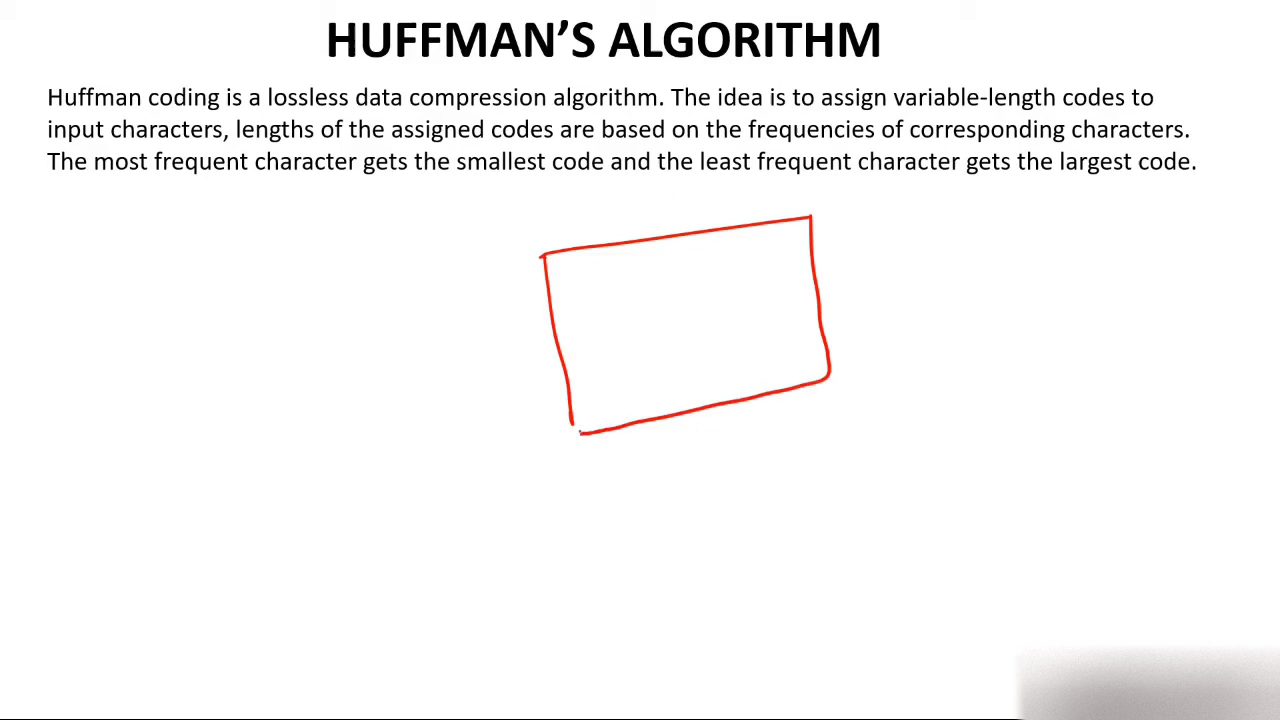 HUFFMAN’S ALGORITHM
Huffman coding is a lossless data compression algorithm. The idea is to assign variable-length codes to
input characters, lengths of the assigned codes are based on the frequencies of corresponding characters.
The most frequent character gets the smallest code and the least frequent character gets the largest code.